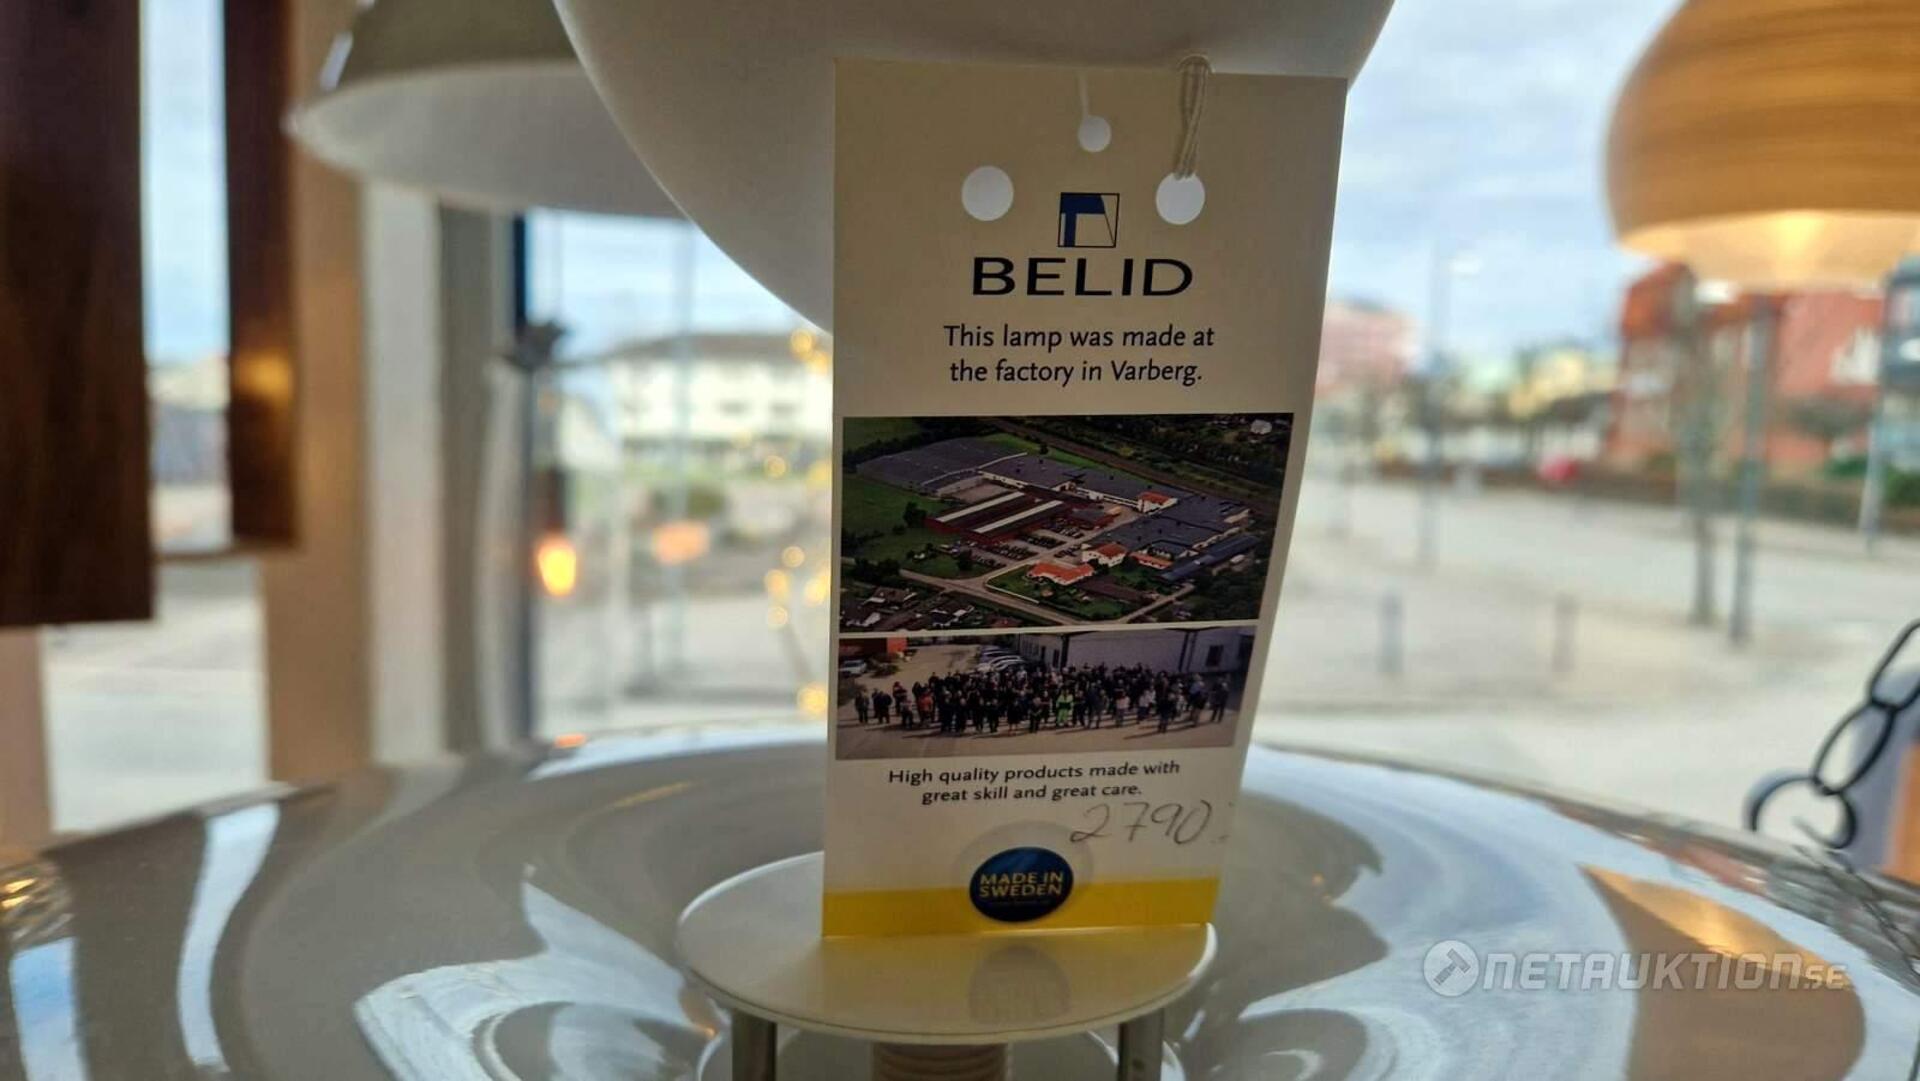 BELID
This lamp was made at
the factory in Varberg.
High quality products made with
great skill and great care.
2790
MADE IN
SWEDEN
NETAUKTION.SE